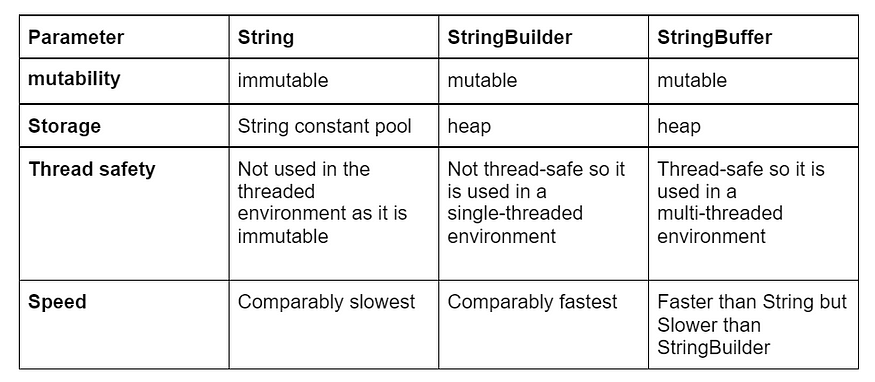 Parameter String StringBuilder StringBuffer
mutability immutable mutable mutable
Storage String constant pool heap heap
Thread safety
Not used in the
threaded
environment as it is
immutable
Not thread-safe so it
is used in a
single-threaded
environment
Thread-safe so it is
used in a
multi-threaded
environment
Speed Comparably slowest Comparably fastest
Faster than String but
Slower than
StringBuilder